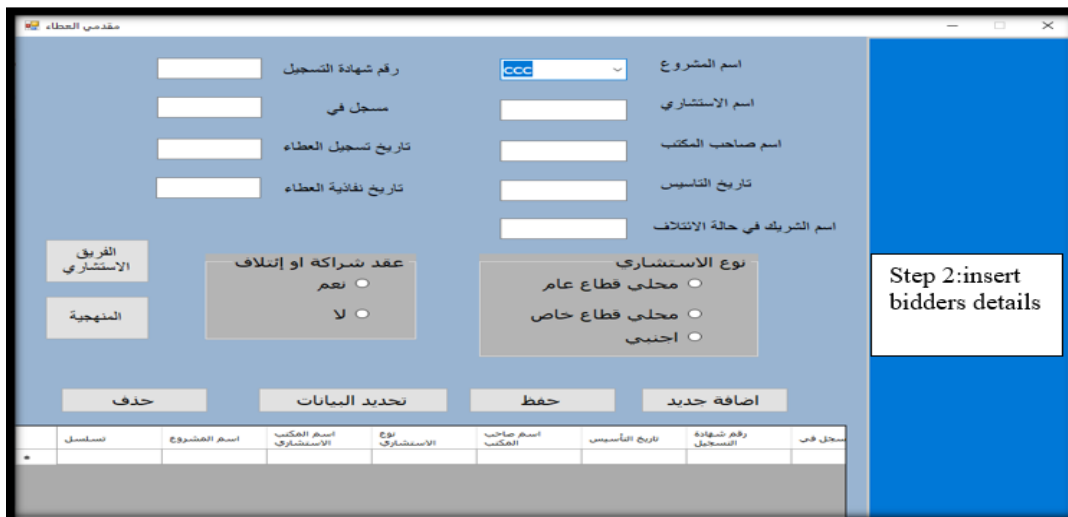 مقدمي العطاء
اسم المشروع
ccc
رقم شهادة التسجيل
اسم الاستشاري
مسجل في
اسم صاحب المكتب
تاريخ تسجيل العطاء
تاريخ التاسيس
تاريخ نفاذية العطاء
اسم الشريك في حالة الائتلاف
نوع الاستشاري
محلي قطاع عام
محلي قطاع خاص
اجنبي
عقد شراكة او إئتلاف
نعم
لا
الفريق
الاستشاري
المنهجية
Step 2:insert
bidders details
اضافة جديد
حفظ
تحديد البيانات
حذف
تسلسل
اسم المشروع
اسم المكتب
الاستشاري
نوع
الاستشاري
اسم صاحب
المكتب
تاريخ التأسيس
رقم شهادة
التسجيل
سجل في